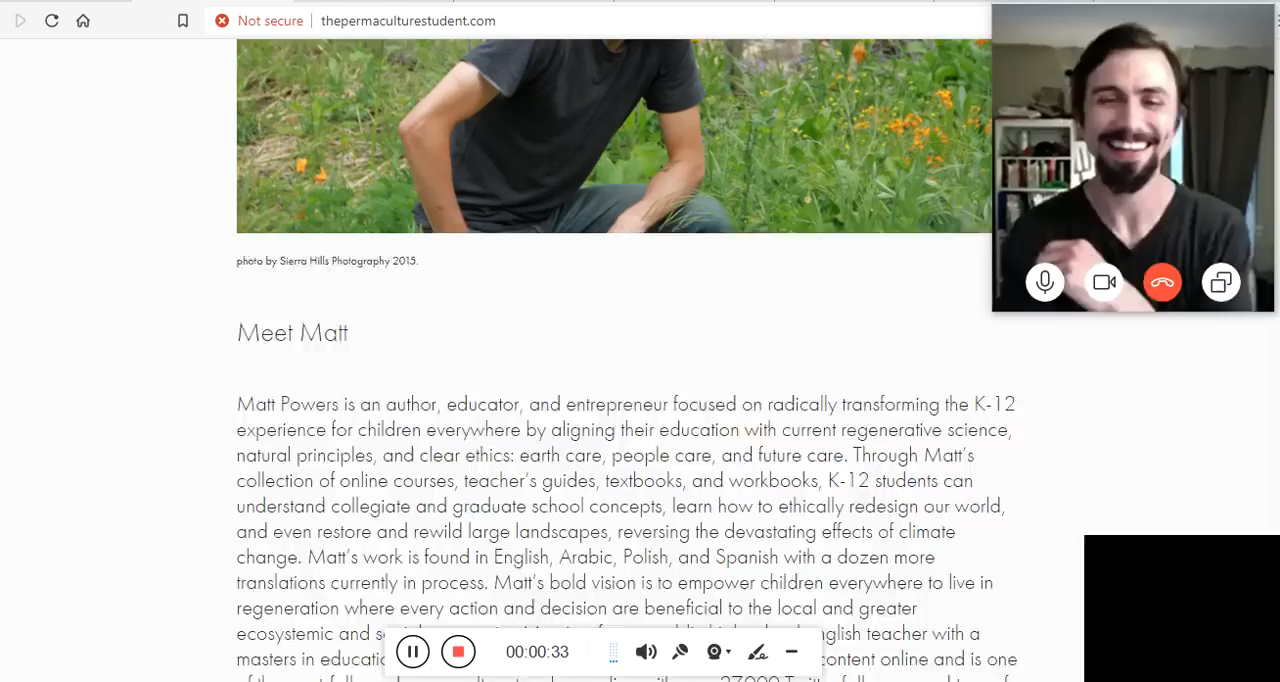 Not secure thepermaculturestudent.com
photo by Sierra Hills Photography 2015.
Meet Matt
Matt Powers is an author, educator, and entrepreneur focused on radically transforming the K-12
experience for children everywhere by aligning their education with current regenerative science,
natural principles, and clear ethics: earth care, people care, and future care. Through Matt's
collection of online courses, teacher's guides, textbooks, and workbooks, K-12 students can
understand collegiate and graduate school concepts, learn how to ethically redesign our world,
and even restore and rewild large landscapes, reversing the devastating effects of climate
change. Matt's work is found in English, Arabic, Polish, and Spanish with a dozen more
translations currently in process. Matt's bold vision is to empower children everywhere to live in
regeneration where every action and decision are beneficial to the local and greater
ecosystemic and teacher with a
masters in content online and is one
00:00:33